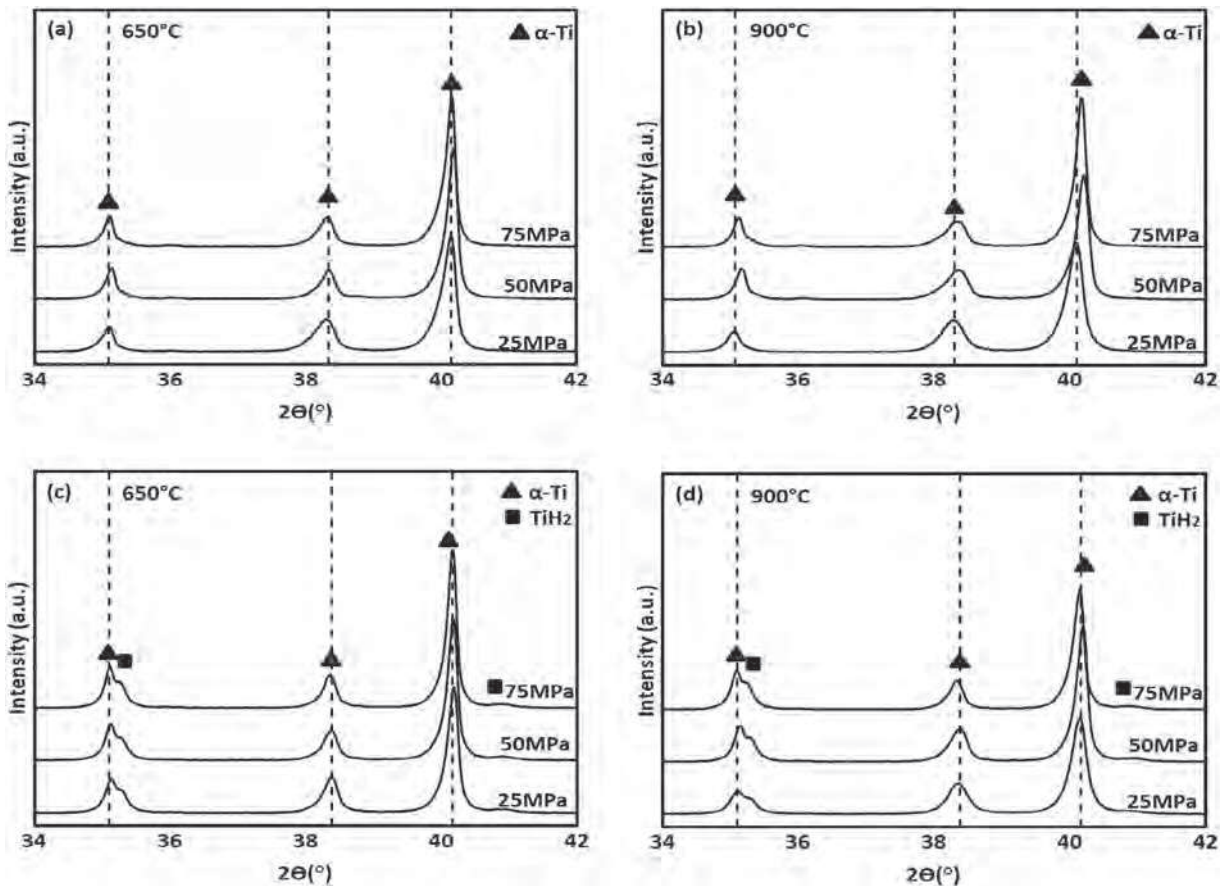 (a) 650°C ▲ α-Ti
Intensity (a.u.)
75MPa
50MPa
25MPa
34 36 38 40 42
2Θ(°)
(b) 900°C ▲ α-Ti
Intensity (a.u.)
75MPa
50MPa
25MPa
34 36 38 40 42
2Θ(°)
(c) 650°C ▲ α-Ti
■ TiH₂
Intensity (a.u.)
75MPa
50MPa
25MPa
34 36 38 40 42
2Θ(°)
(d) 900°C ▲ α-Ti
■ TiH₂
Intensity (a.u.)
75MPa
50MPa
25MPa
34 36 38 40 42
2Θ(°)